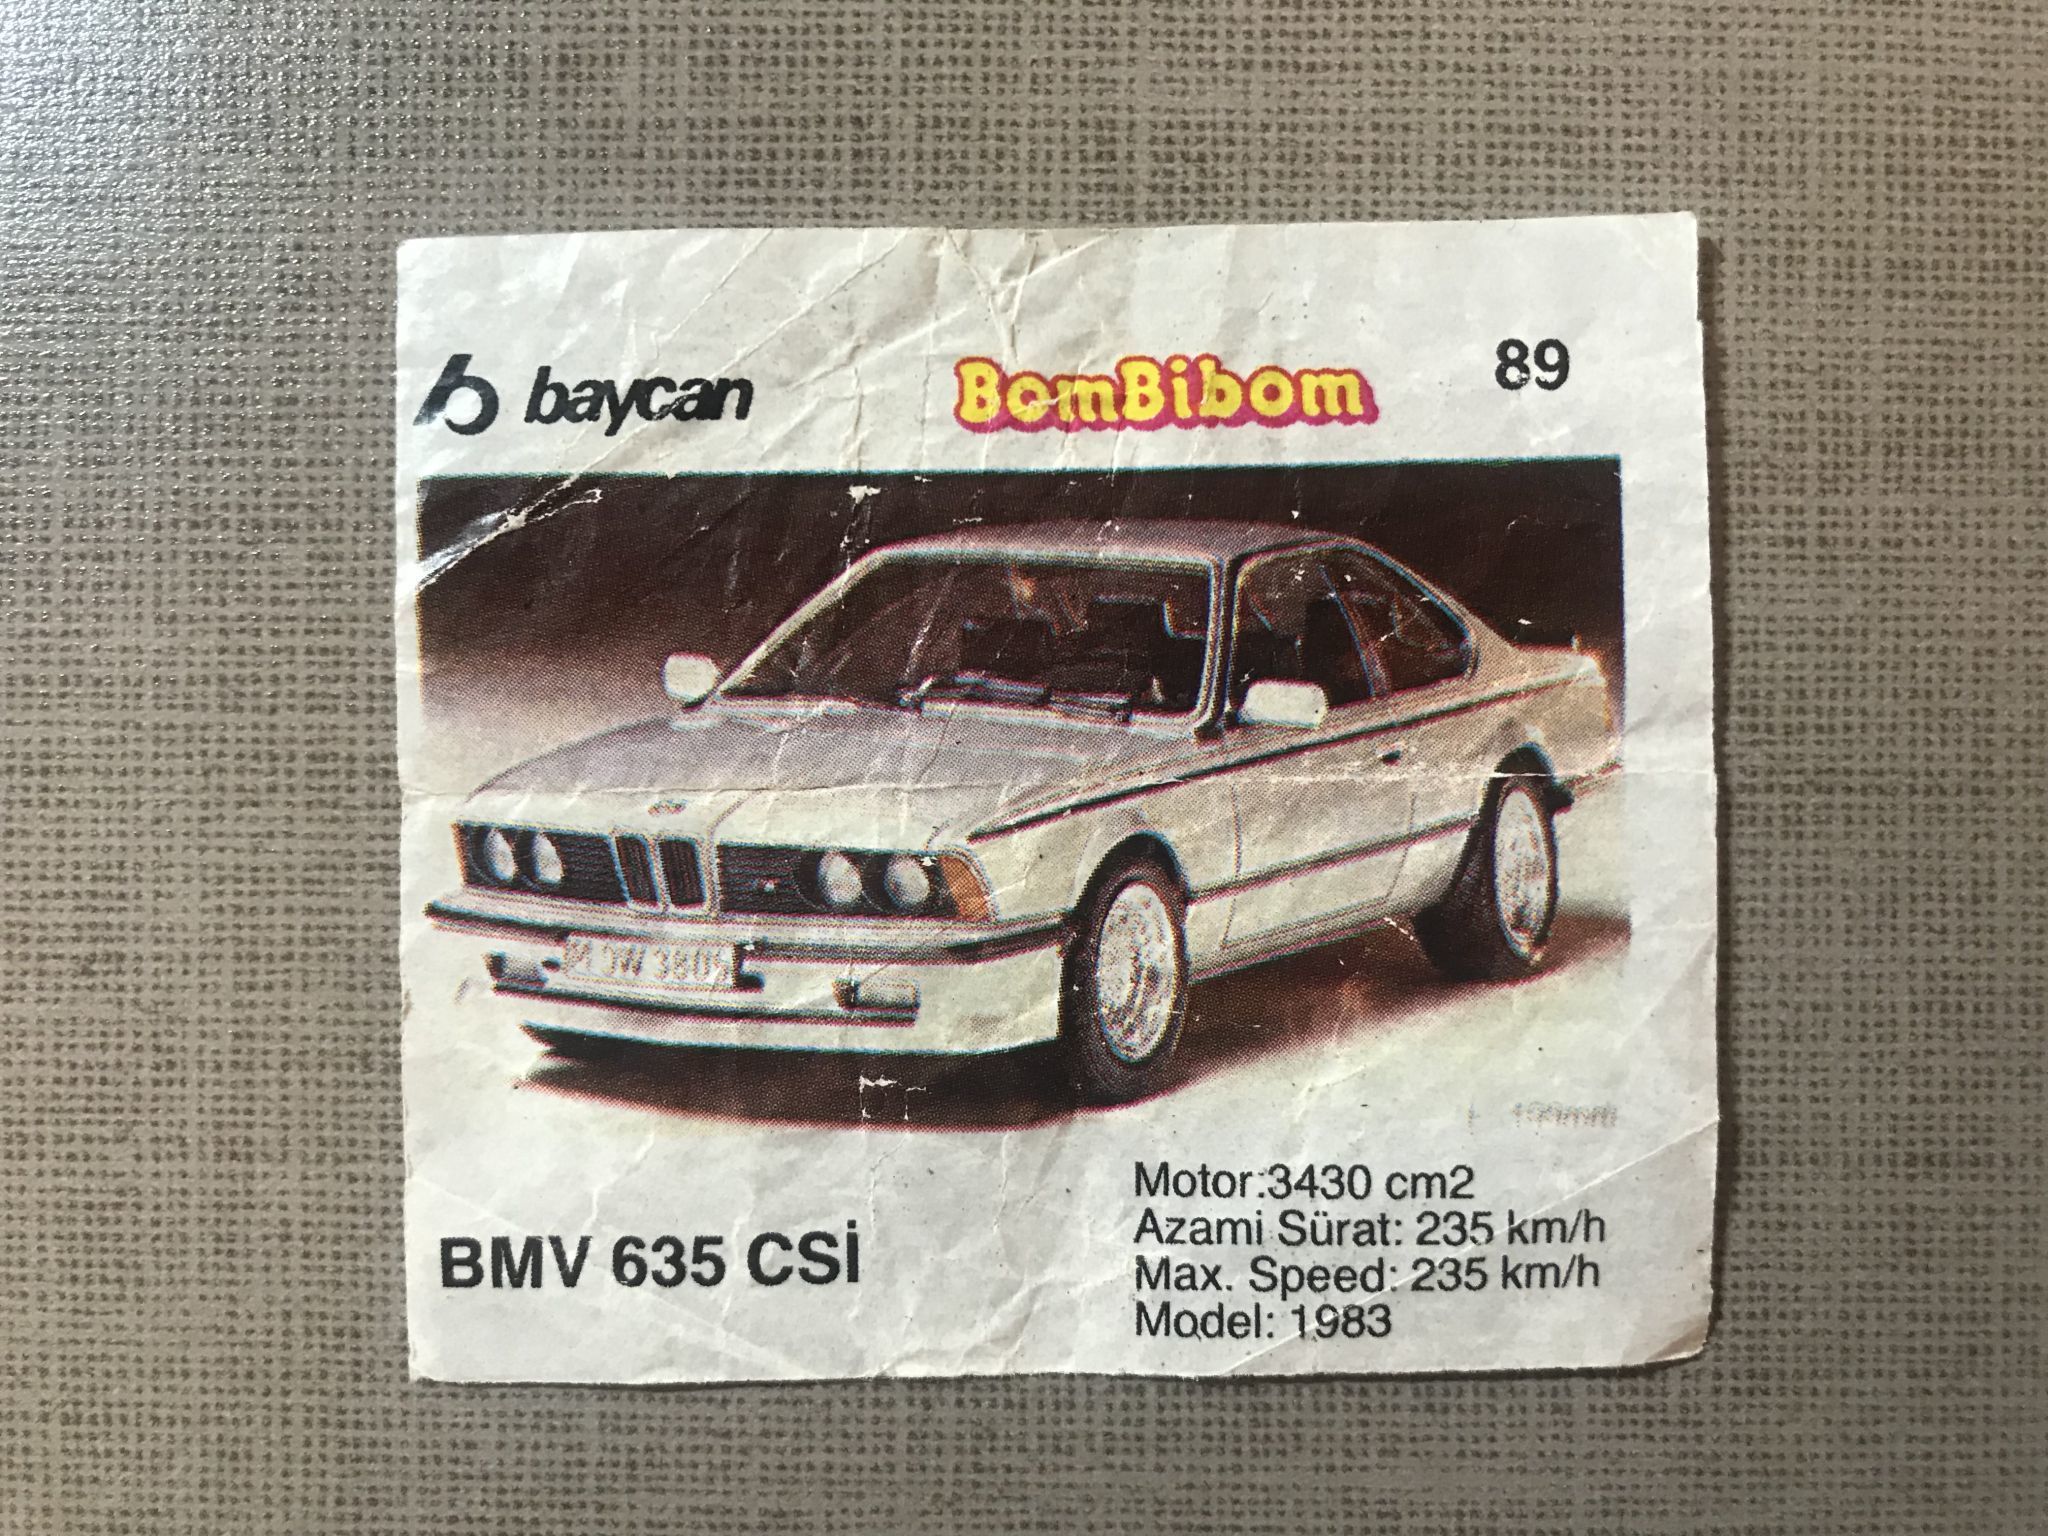 baycan
BomBibom
89
BMV 635 CSİ
Motor:3430 cm2
Azami Sürat: 235 km/h
Max. Speed: 235 km/h
Model: 1983